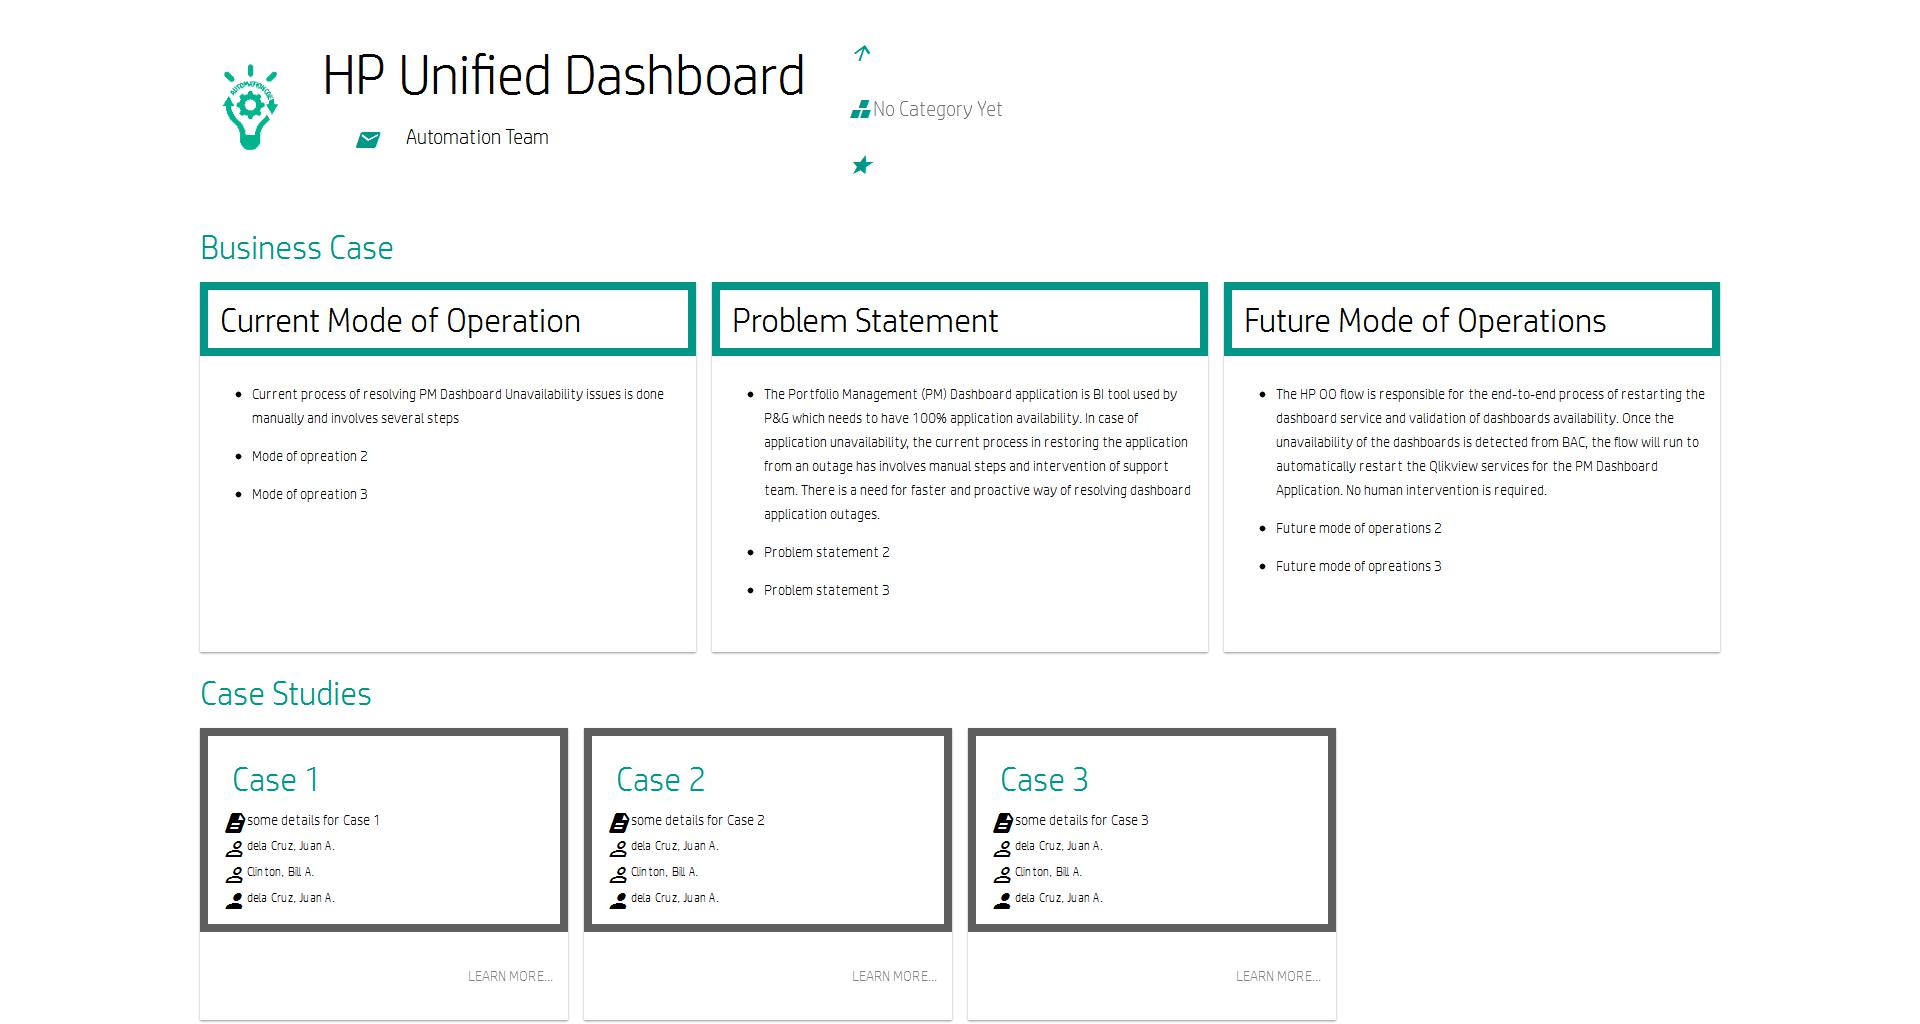 HP Unified Dashboard
Automation Team
No Category Yet
Business Case
Current Mode of Operation
Current process of resolving PM Dashboard Unavailability issues is done
manually and involves several steps
Mode of opreation 2
Mode of opreation 3
Problem Statement
The Portfolio Management (PM) Dashboard application is BI tool used by
P&G which needs to have 100% application availability. In case of
application unavailability, the current process in restoring the application
from an outage has involves manual steps and intervention of support
team. There is a need for faster and proactive way of resolving dashboard
application outages.
Problem statement 2
Problem statement 3
Future Mode of Operations
The HP OO flow is responsible for the end-to-end process of restarting the
dashboard service and validation of dashboards availability. Once the
unavailability of the dashboards is detected from BAC, the flow will run to
automatically restart the Qlikview services for the PM Dashboard
Application. No human intervention is required.
Future mode of operations 2
Future mode of opreations 3
Case Studies
Case 1
some details for Case 1
dela Cruz, Juan A.
Clinton, Bill A.
dela Cruz, Juan A.
LEARN MORE...
Case 2
some details for Case 2
dela Cruz, Juan A.
Clinton, Bill A.
dela Cruz, Juan A.
LEARN MORE...
Case 3
some details for Case 3
dela Cruz, Juan A.
Clinton, Bill A.
dela Cruz, Juan A.
LEARN MORE...